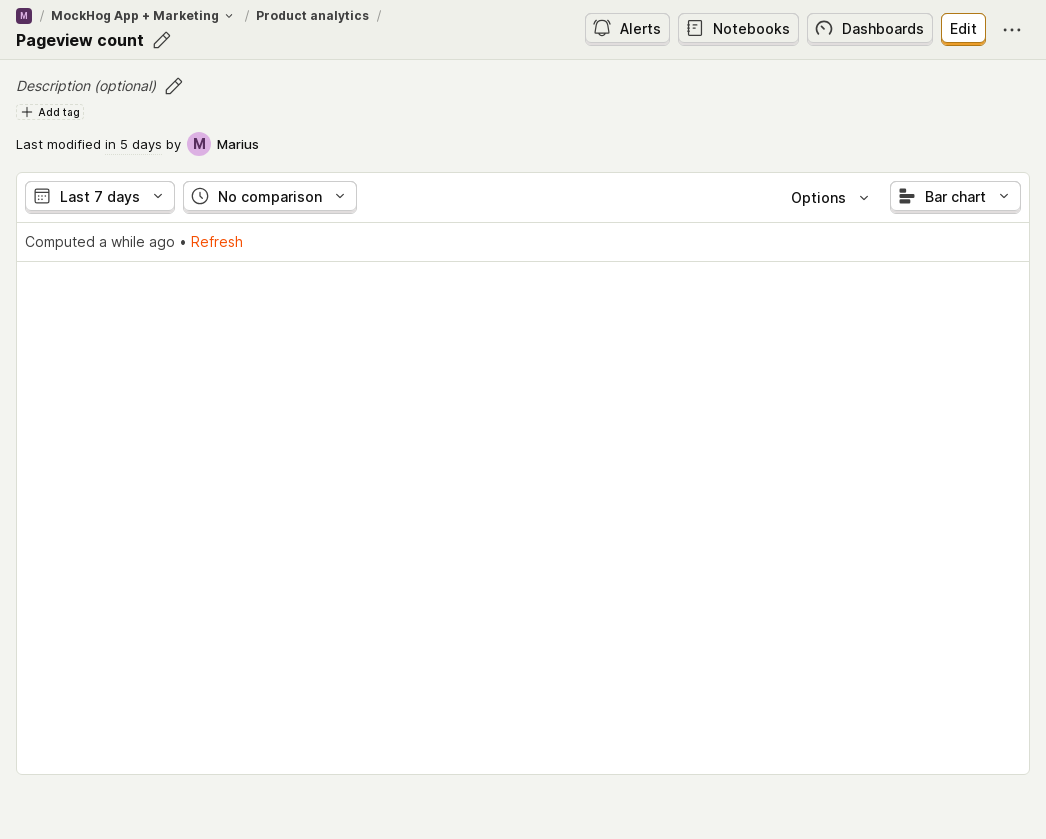 M / MockHog App + Marketing / Product analytics /
Pageview count
Alerts Notebooks Dashboards Edit
Description (optional)
Add tag
Last modified in 5 days by M Marius
Last 7 days No comparison Options Bar chart
Computed a while ago • Refresh